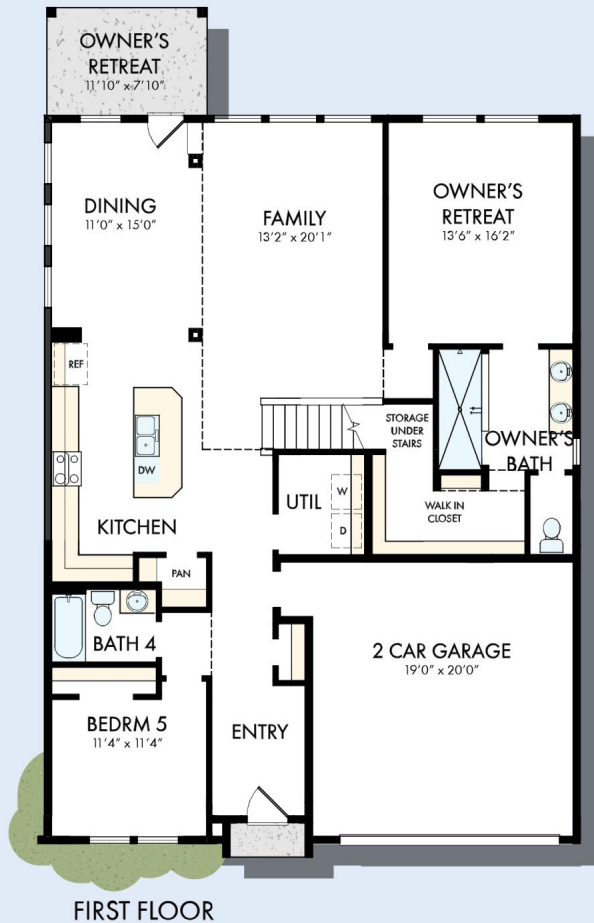 OWNER'S
RETREAT
11'10" x 7'10"
DINING
11'0" x 15'0"
FAMILY
13'2" x 20'1"
OWNER'S
RETREAT
13'6" x 16'2"
REF
DW
KITCHEN
PAN
UTIL
W
D
STORAGE
UNDER
STAIRS
WALK IN
CLOSET
OWNER'S
BATH
BATH 4
BEDRM 5
11'4" x 11'4"
ENTRY
2 CAR GARAGE
19'0" x 20'0"
FIRST FLOOR